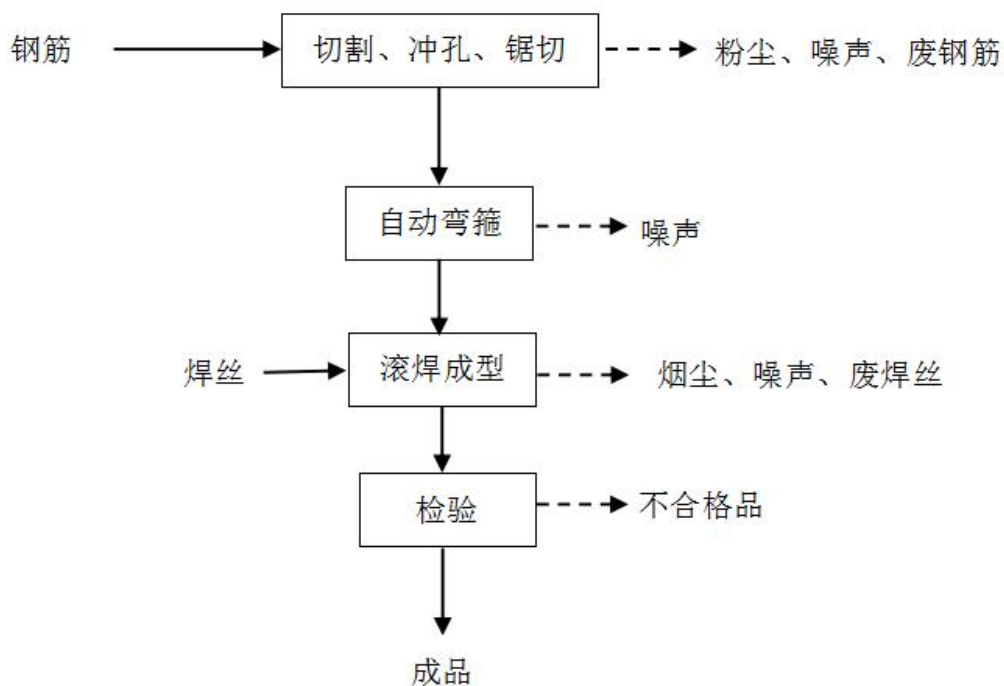 钢筋
切割、冲孔、锯切
粉尘、噪声、废钢筋
自动弯箍
噪声
焊丝
滚焊成型
烟尘、噪声、废焊丝
检验
不合格品
成品